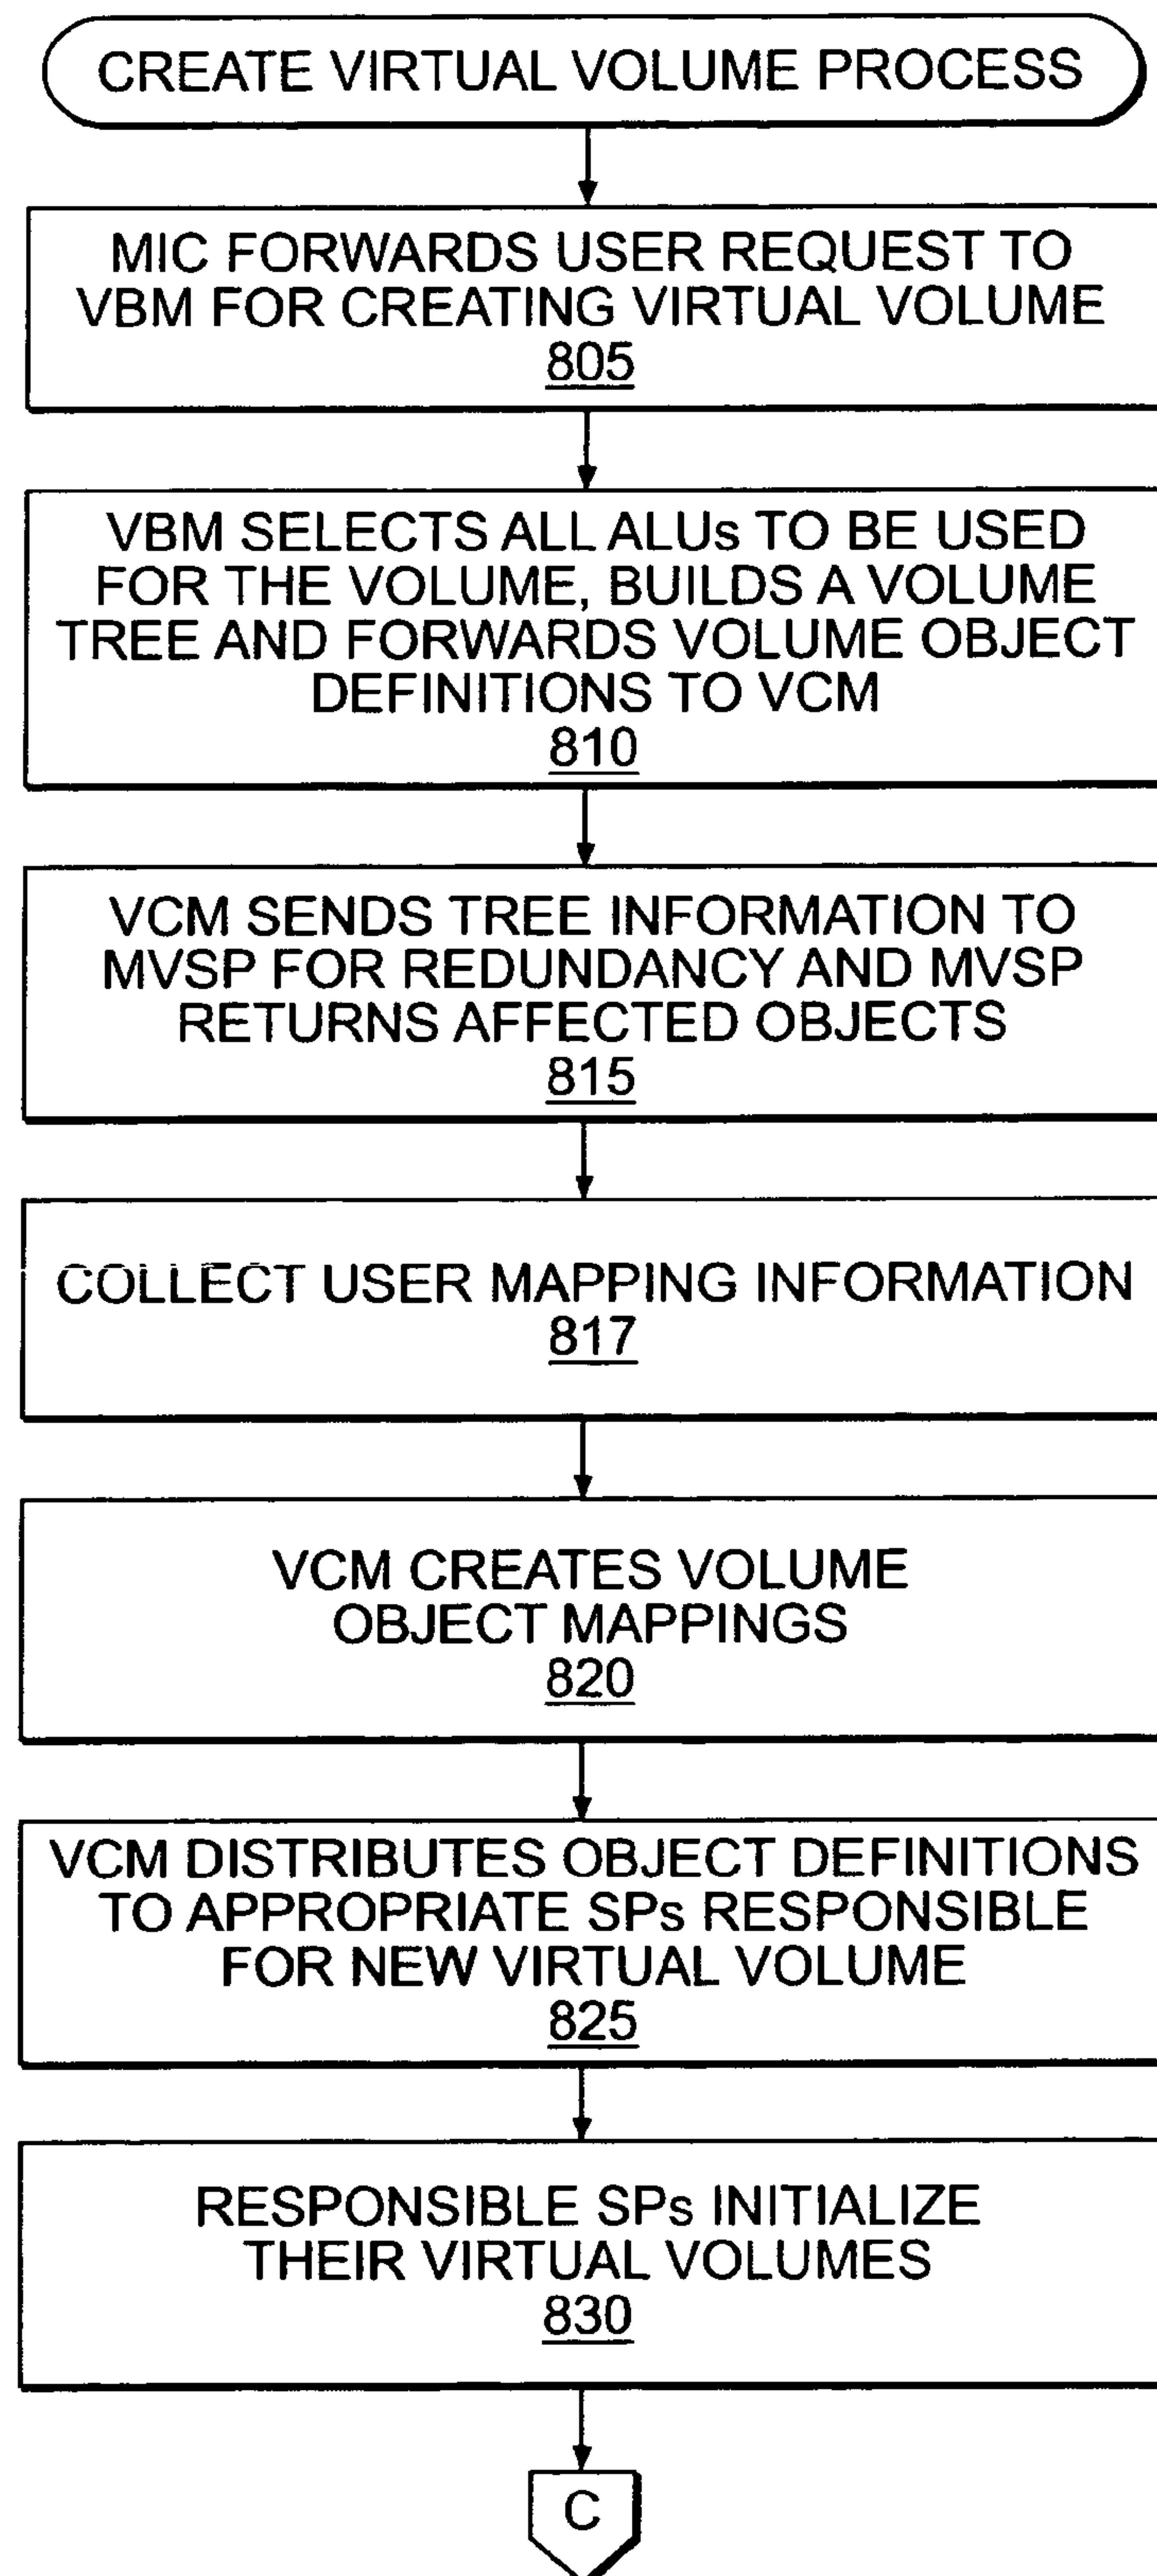 CREATE VIRTUAL VOLUME PROCESS
MIC FORWARDS USER REQUEST TO
VBM FOR CREATING VIRTUAL VOLUME
805
VBM SELECTS ALL ALUs TO BE USED
FOR THE VOLUME, BUILDS A VOLUME
TREE AND FORWARDS VOLUME OBJECT
DEFINITIONS TO VCM
810
VCM SENDS TREE INFORMATION TO
MVSP FOR REDUNDANCY AND MVSP
RETURNS AFFECTED OBJECTS
815
COLLECT USER MAPPING INFORMATION
817
VCM CREATES VOLUME
OBJECT MAPPINGS
820
VCM DISTRIBUTES OBJECT DEFINITIONS
TO APPROPRIATE SPs RESPONSIBLE
FOR NEW VIRTUAL VOLUME
825
RESPONSIBLE SPs INITIALIZE
THEIR VIRTUAL VOLUMES
830
C